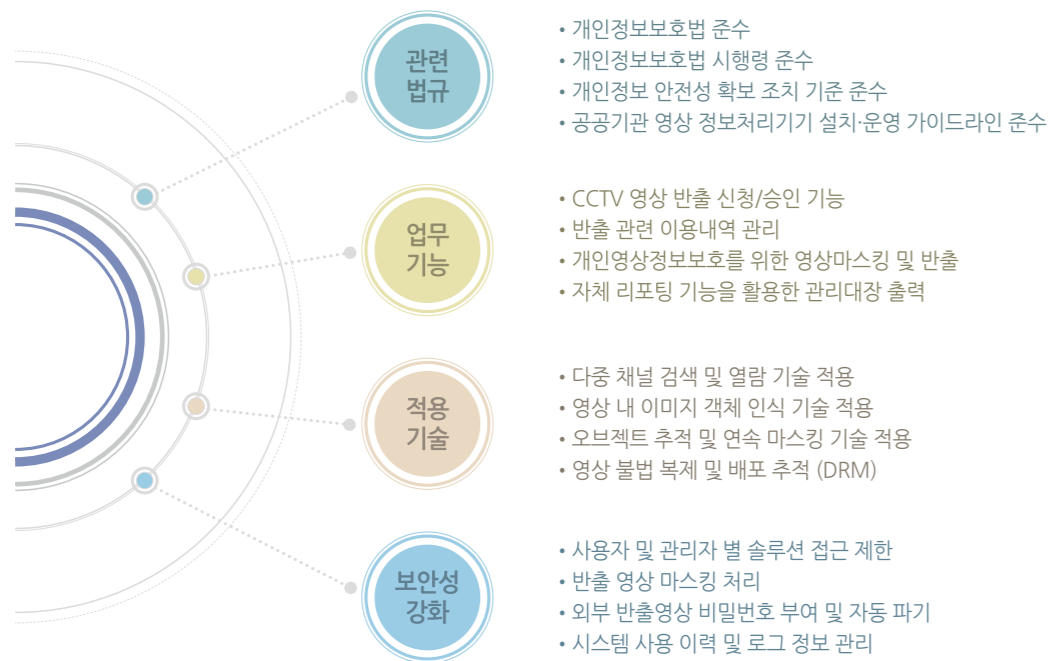 관련
법규
• 개인정보보호법 준수
• 개인정보보호법 시행령 준수
• 개인정보 안전성 확보 조치 기준 준수
• 공공기관 영상 정보처리기기 설치·운영 가이드라인 준수
업무
기능
• CCTV 영상 반출 신청/승인 기능
• 반출 관련 이용내역 관리
• 개인영상정보보호를 위한 영상마스킹 및 반출
• 자체 리포팅 기능을 활용한 관리대장 출력
적용
기술
• 다중 채널 검색 및 열람 기술 적용
• 영상 내 이미지 객체 인식 기술 적용
• 오브젝트 추적 및 연속 마스킹 기술 적용
• 영상 불법 복제 및 배포 추적 (DRM)
보안성
강화
• 사용자 및 관리자 별 솔루션 접근 제한
• 반출 영상 마스킹 처리
• 외부 반출영상 비밀번호 부여 및 자동 파기
• 시스템 사용 이력 및 로그 정보 관리